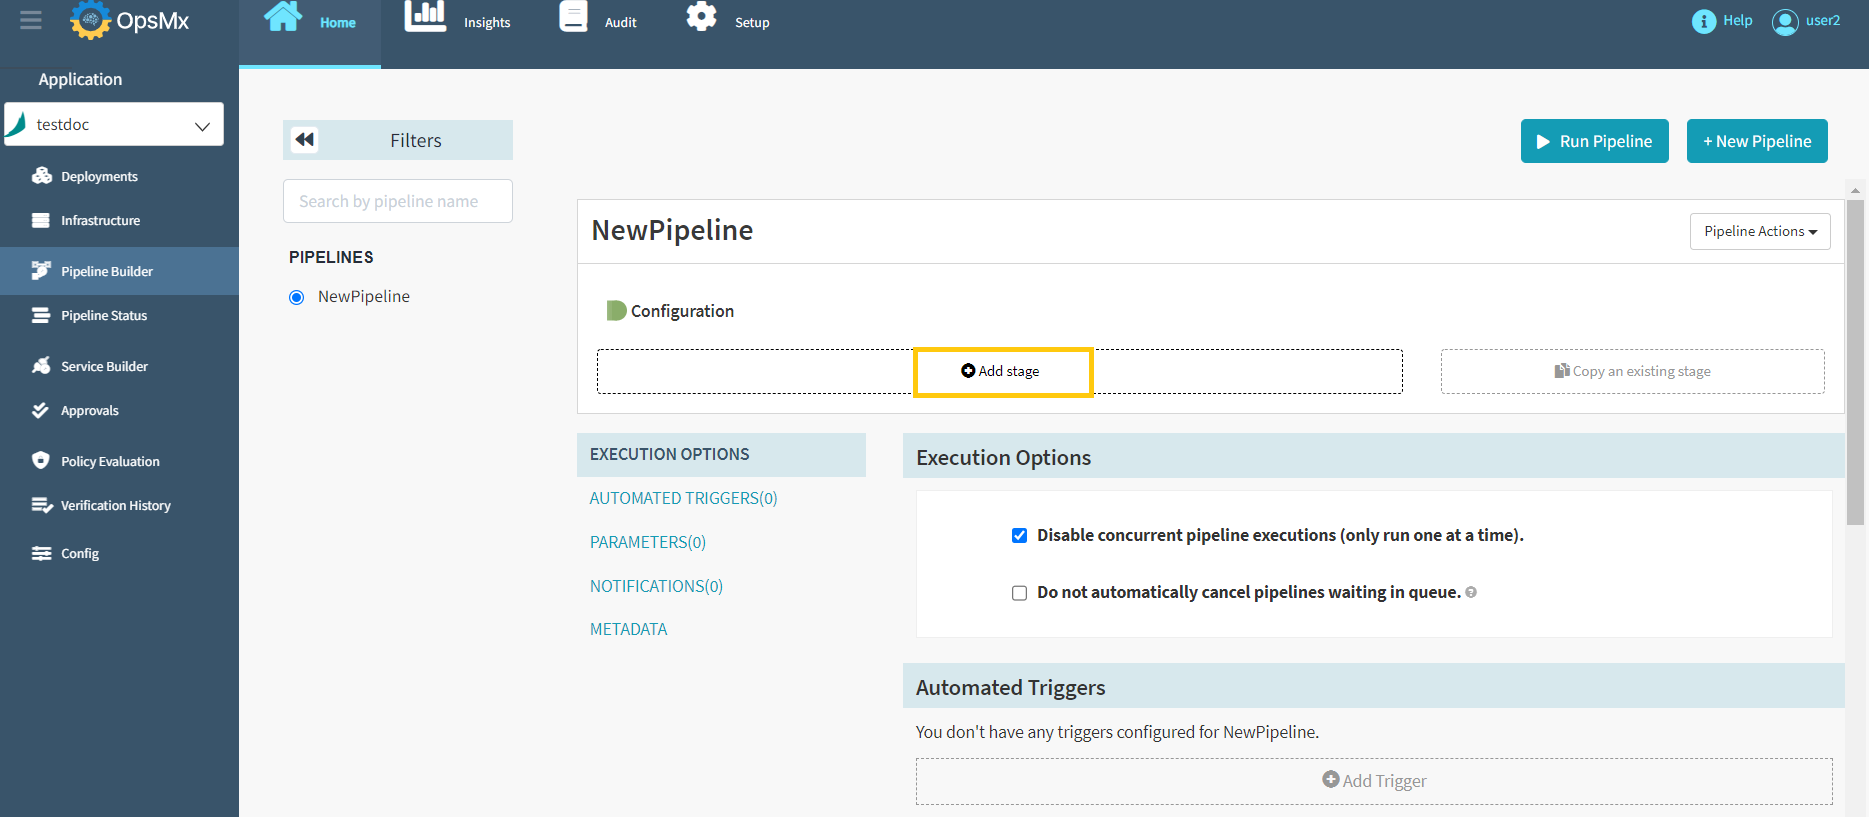 OpsMx
Home
Insights
Audit
Setup
Help
user2
Application
testdoc
Deployments
Infrastructure
Pipeline Builder
Pipeline Status
Service Builder
Approvals
Policy Evaluation
Verification History
Config
Filters
Search by pipeline name
PIPELINES
NewPipeline
Run Pipeline
+ New Pipeline
NewPipeline
Pipeline Actions
Configuration
Add stage
Copy an existing stage
EXECUTION OPTIONS
AUTOMATED TRIGGERS(0)
PARAMETERS(0)
NOTIFICATIONS(0)
METADATA
Execution Options
Disable concurrent pipeline executions (only run one at a time).
Do not automatically cancel pipelines waiting in queue.
Automated Triggers
You don't have any triggers configured for NewPipeline.
Add Trigger